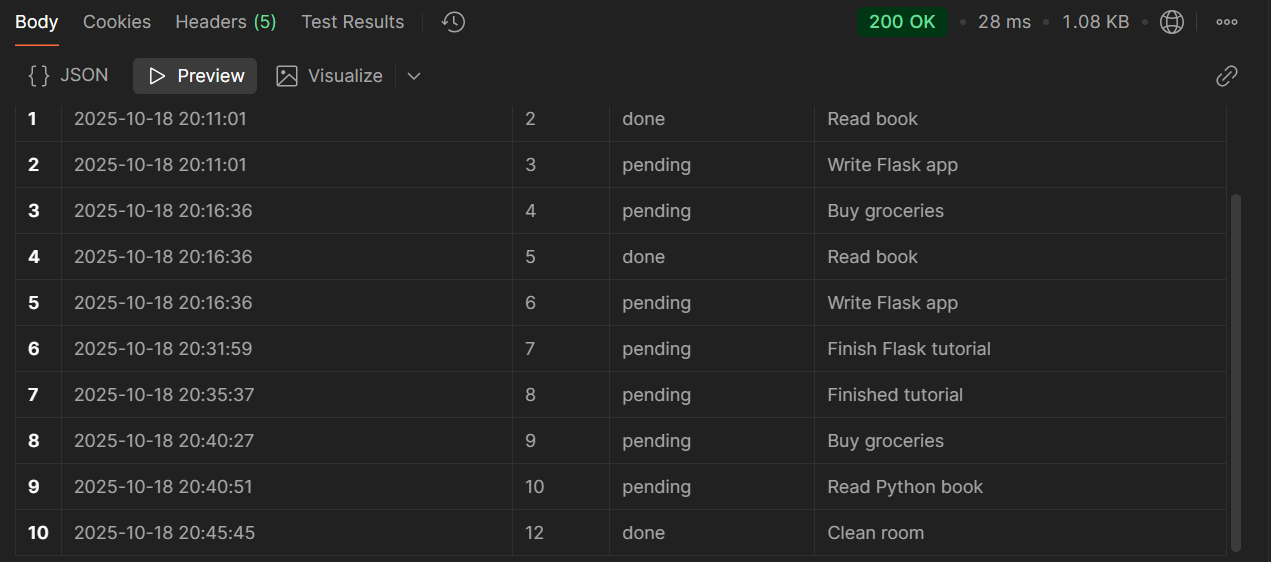 Body Cookies Headers (5) Test Results 200 OK • 28 ms • 1.08 KB •
{} JSON Preview Visualize
1 2025-10-18 20:11:01 2 done Read book
2 2025-10-18 20:11:01 3 pending Write Flask app
3 2025-10-18 20:16:36 4 pending Buy groceries
4 2025-10-18 20:16:36 5 done Read book
5 2025-10-18 20:16:36 6 pending Write Flask app
6 2025-10-18 20:31:59 7 pending Finish Flask tutorial
7 2025-10-18 20:35:37 8 pending Finished tutorial
8 2025-10-18 20:40:27 9 pending Buy groceries
9 2025-10-18 20:40:51 10 pending Read Python book
10 2025-10-18 20:45:45 12 done Clean room